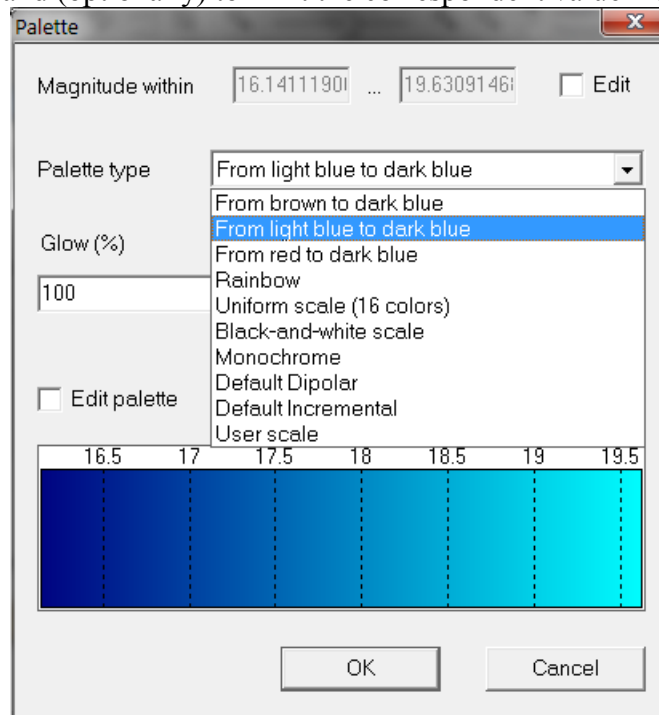 and (optionally) to
Palette
X
Magnitude within 16.1411190 ... 19.6309146 Edit
Palette type From light blue to dark blue
From brown to dark blue
From light blue to dark blue
Glow (%)
From red to dark blue
Rainbow
100
Uniform scale (16 colors)
Black-and-white scale
Monochrome
Default Dipolar
Edit palette
Default Incremental
User scale
16.5 17 17.5 18 18.5 19 19.5
OK Cancel